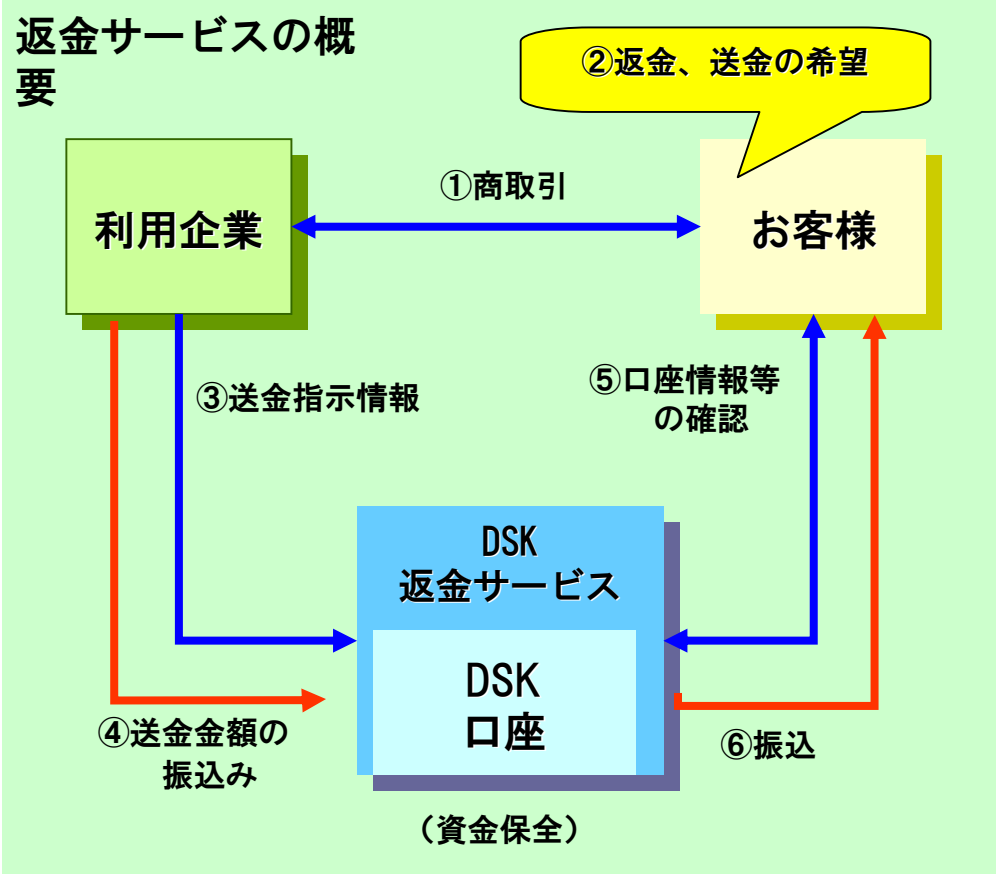 返金サービスの概
要
②返金、送金の希望
①商取引
利用企業
お客様
③送金指示情報
⑤口座情報等
の確認
DSK
返金サービス
DSK
口座
④送金金額の
振込み
⑥振込
（資金保全）